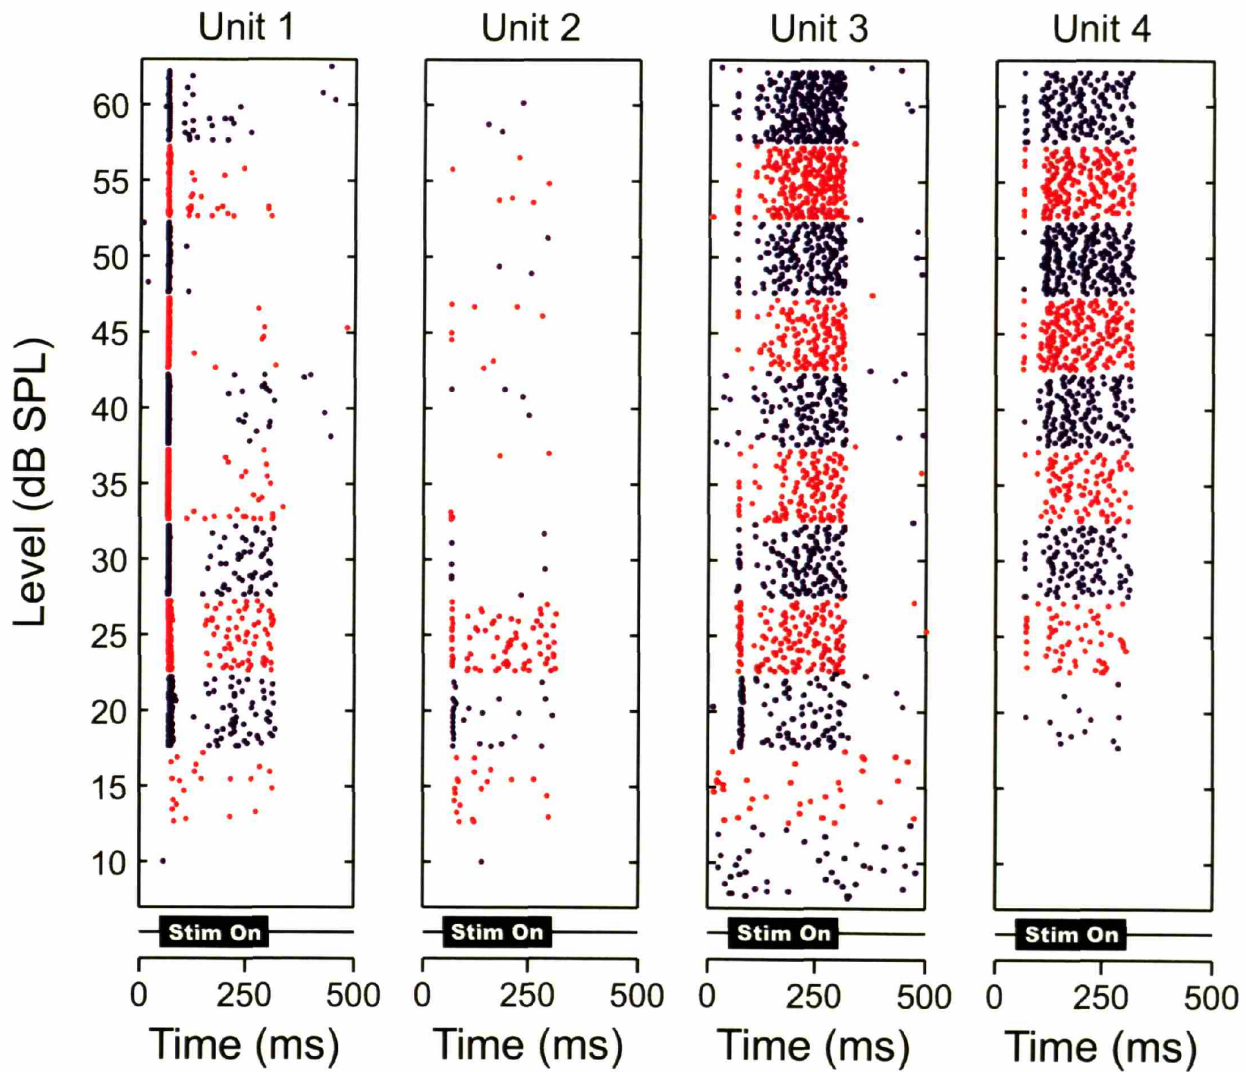 Unit 1
Unit 2
Unit 3
Unit 4
Level (dB SPL)
60
55
50
45
40
35
30
25
20
15
10
Stim On
Stim On
Stim On
Stim On
0 250 500
0 250 500
0 250 500
0 250 500
Time (ms)
Time (ms)
Time (ms)
Time (ms)